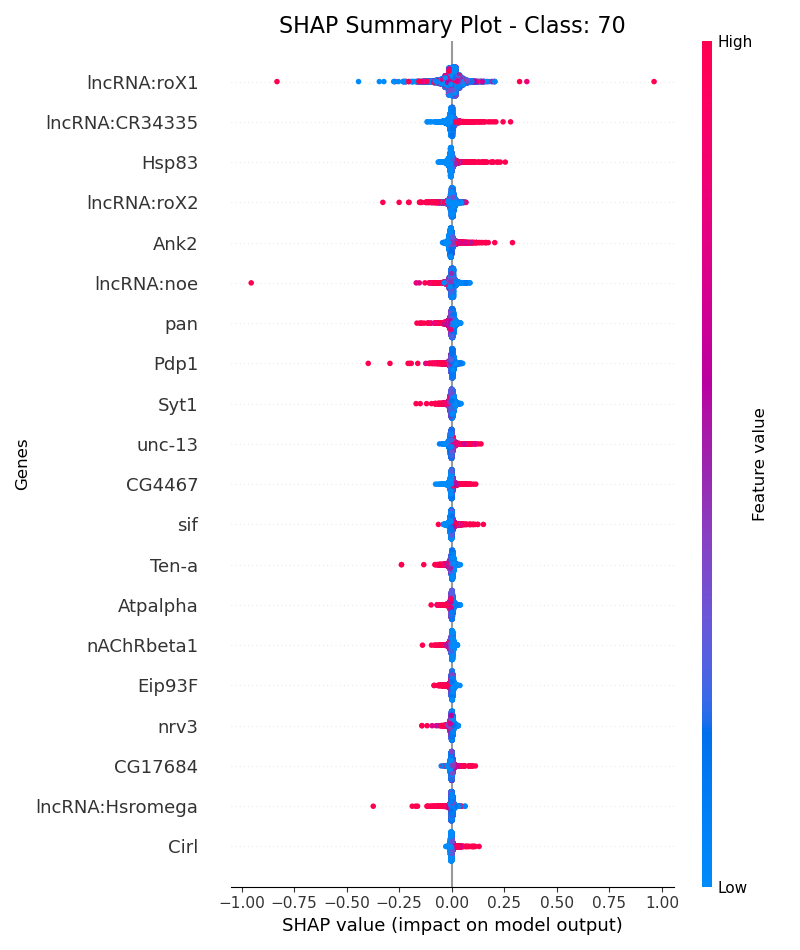 SHAP Summary Plot - Class: 70
High
lncRNA:roX1
lncRNA:CR34335
Hsp83
lncRNA:roX2
Ank2
lncRNA:noe
pan
Pdp1
Syt1
unc-13
CG4467
sif
Ten-a
Atpalpha
nAChRbeta1
Eip93F
nrv3
CG17684
lncRNA:Hsromega
Cirl
Genes
Feature value
Low
−1.00 −0.75 −0.50 −0.25 0.00 0.25 0.50 0.75 1.00
SHAP value (impact on model output)